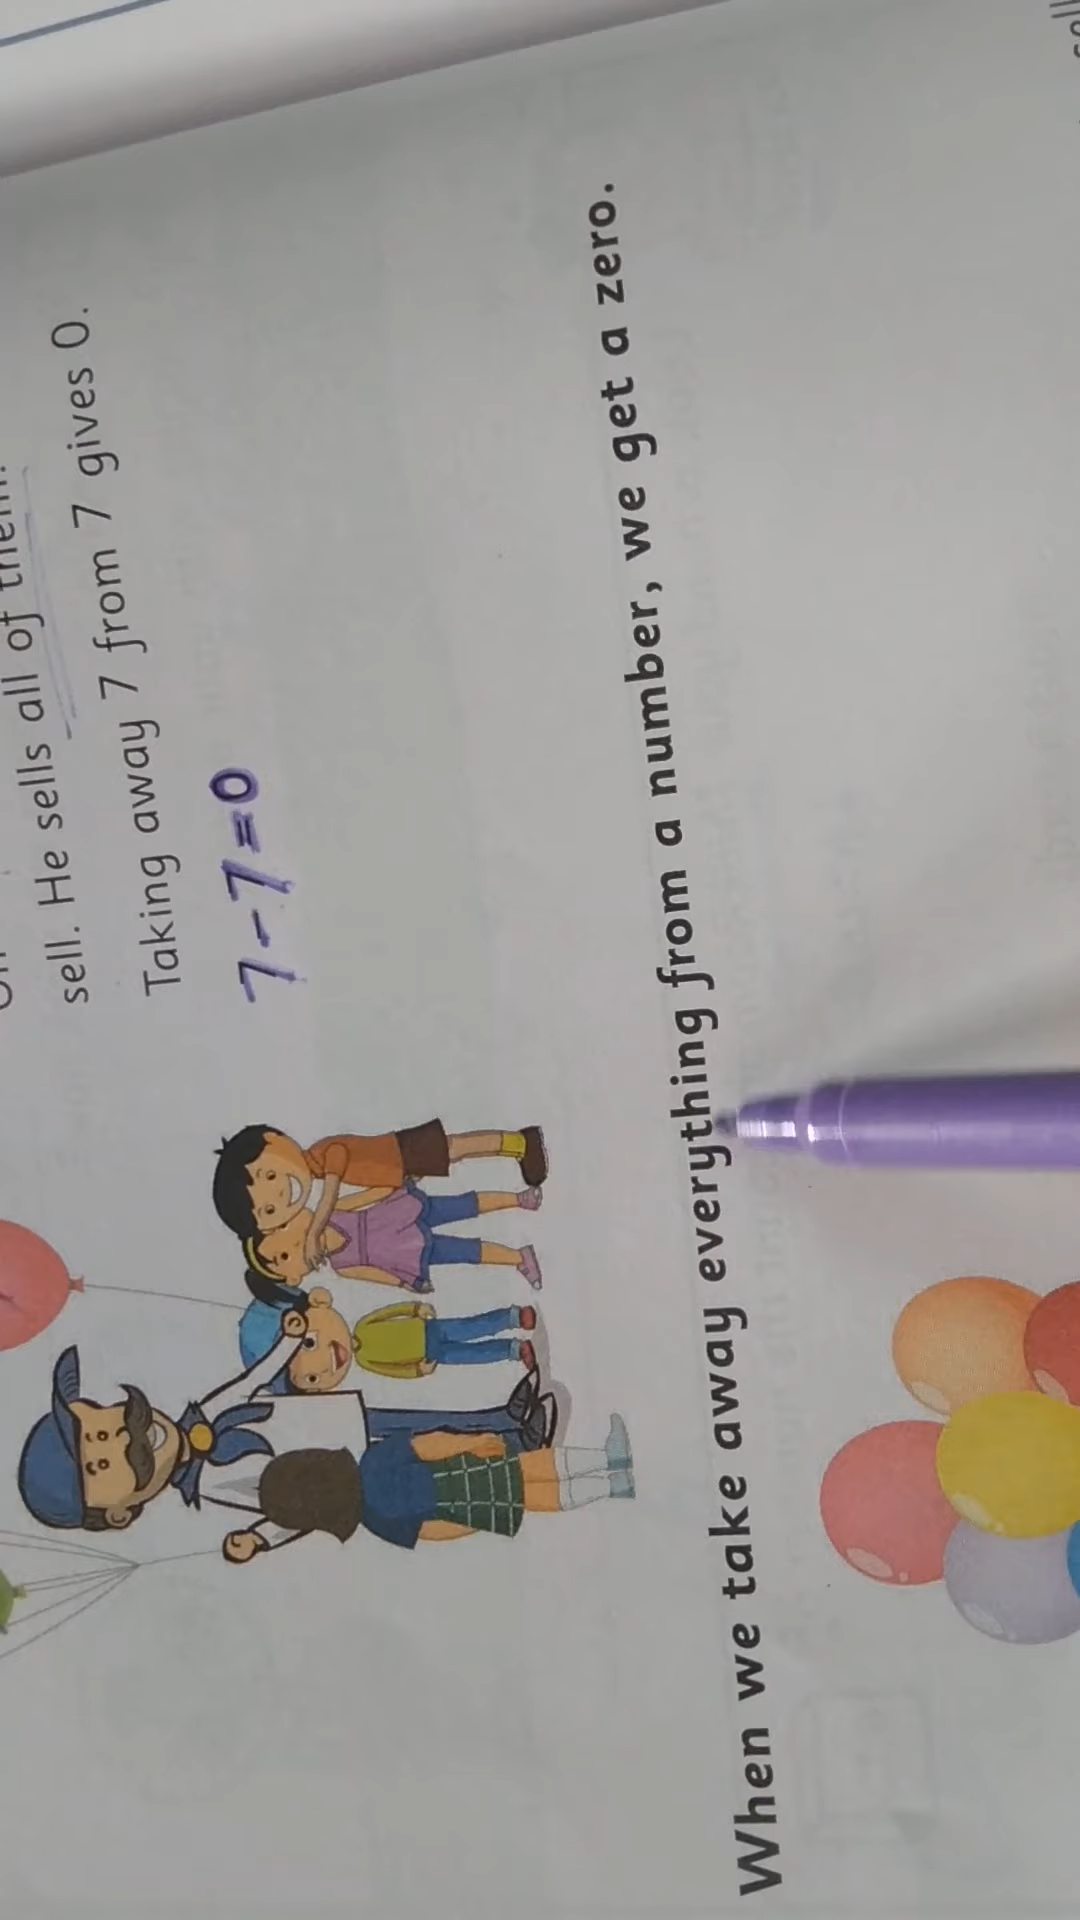 sell. He sells all of them.
Taking away 7 from 7 gives 0.
7-7=0
When we take away everything from a number, we get a zero.